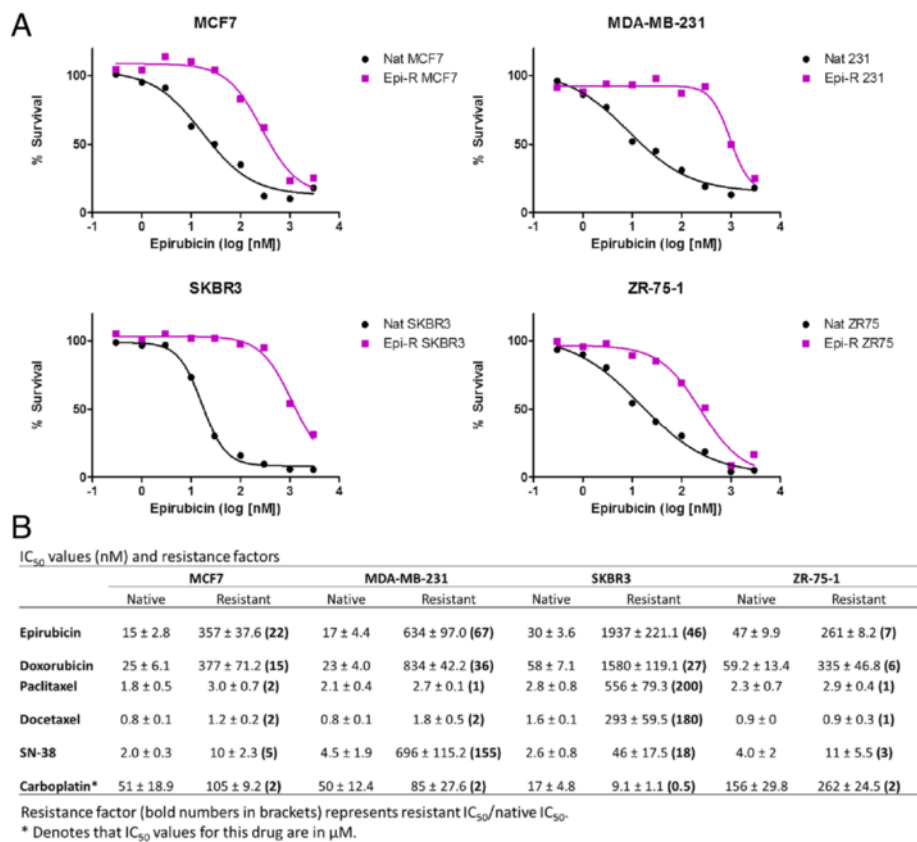 A
MCF7
Nat MCF7
Epi-R MCF7
% Survival
100
50
0
-1 0 1 2 3 4
Epirubicin (log [nM])
MDA-MB-231
Nat 231
Epi-R 231
% Survival
100
50
0
-1 0 1 2 3 4
Epirubicin (log [nM])
SKBR3
Nat SKBR3
Epi-R SKBR3
% Survival
100
50
0
-1 0 1 2 3 4
Epirubicin (log [nM])
ZR-75-1
Nat ZR75
Epi-R ZR75
% Survival
100
50
0
-1 0 1 2 3 4
Epirubicin (log [nM])
B
IC50 values (nM) and resistance factors
MCF7 MDA-MB-231 SKBR3 ZR-75-1
Native Resistant Native Resistant Native Resistant Native Resistant
Epirubicin 15 ± 2.8 357 ± 37.6 (22) 17 ± 4.4 634 ± 97.0 (67) 30 ± 3.6 1937 ± 221.1 (46) 47 ± 9.9 261 ± 8.2 (7)
Doxorubicin 25 ± 6.1 377 ± 71.2 (15) 23 ± 4.0 834 ± 42.2 (36) 58 ± 7.1 1580 ± 119.1 (27) 59.2 ± 13.4 335 ± 46.8 (6)
Paclitaxel 1.8 ± 0.5 3.0 ± 0.7 (2) 2.1 ± 0.4 2.7 ± 0.1 (1) 2.8 ± 0.8 556 ± 79.3 (200) 2.3 ± 0.7 2.9 ± 0.4 (1)
Docetaxel 0.8 ± 0.1 1.2 ± 0.2 (2) 0.8 ± 0.1 1.8 ± 0.5 (2) 1.6 ± 0.1 293 ± 59.5 (180) 0.9 ± 0 0.9 ± 0.3 (1)
SN-38 2.0 ± 0.3 10 ± 2.3 (5) 4.5 ± 1.9 696 ± 115.2 (155) 2.6 ± 0.8 46 ± 17.5 (18) 4.0 ± 2 11 ± 5.5 (3)
Carboplatin* 51 ± 18.9 105 ± 9.2 (2) 50 ± 12.4 85 ± 27.6 (2) 17 ± 4.8 9.1 ± 1.1 (0.5) 156 ± 29.8 262 ± 24.5 (2)
Resistance factor (bold numbers in brackets) represents resistant IC50/native IC50.
* Denotes that IC50 values for this drug are in µM.